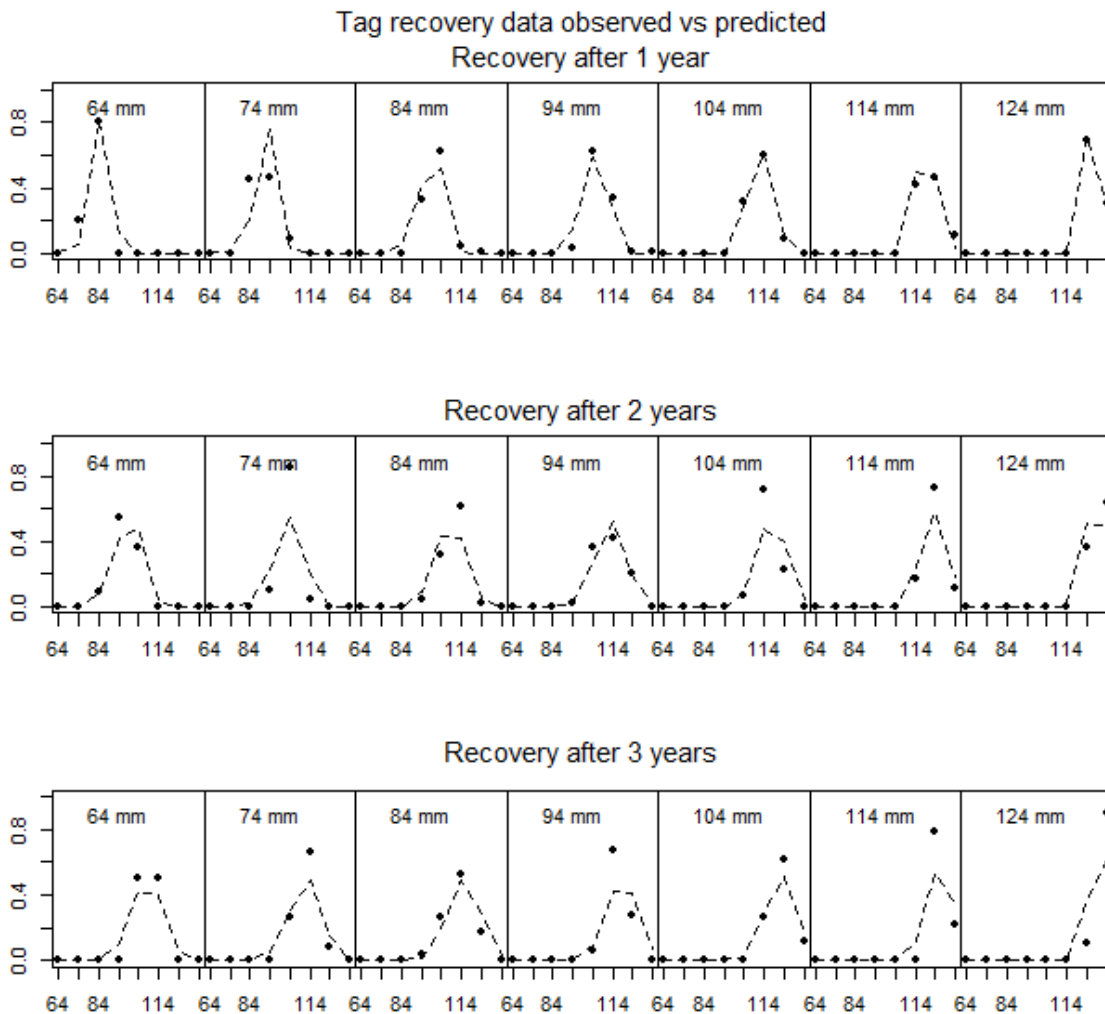 Tag recovery data observed vs predicted
Recovery after 1 year
64 mm 74 mm 84 mm 94 mm 104 mm 114 mm 124 mm
0.8
0.4
0.0
64 84 114 64 84 114 64 84 114 64 84 114 64 84 114 64 84 114 64 84 114
Recovery after 2 years
64 mm 74 mm 84 mm 94 mm 104 mm 114 mm 124 mm
0.8
0.4
0.0
64 84 114 64 84 114 64 84 114 64 84 114 64 84 114 64 84 114 64 84 114
Recovery after 3 years
64 mm 74 mm 84 mm 94 mm 104 mm 114 mm 124 mm
0.8
0.4
0.0
64 84 114 64 84 114 64 84 114 64 84 114 64 84 114 64 84 114 64 84 114